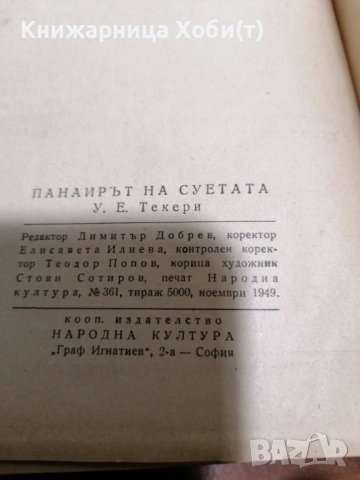 Книжарница Хоби(т)
ПАНАИРЪТ НА СУЕТАТА
У. Е. Текери
Редактор Димитър Добрев, коректор
Елисавета Илиева, контролен корек-
тор Теодор Попов, корица художник
Стоян Сотиров, печат Народна
култура, № 361, тираж 5000, ноември 1949.
кооп. издателство
НАРОДНА КУЛТУРА
„Граф Игнатиев", 2-а — София
bazar.bg